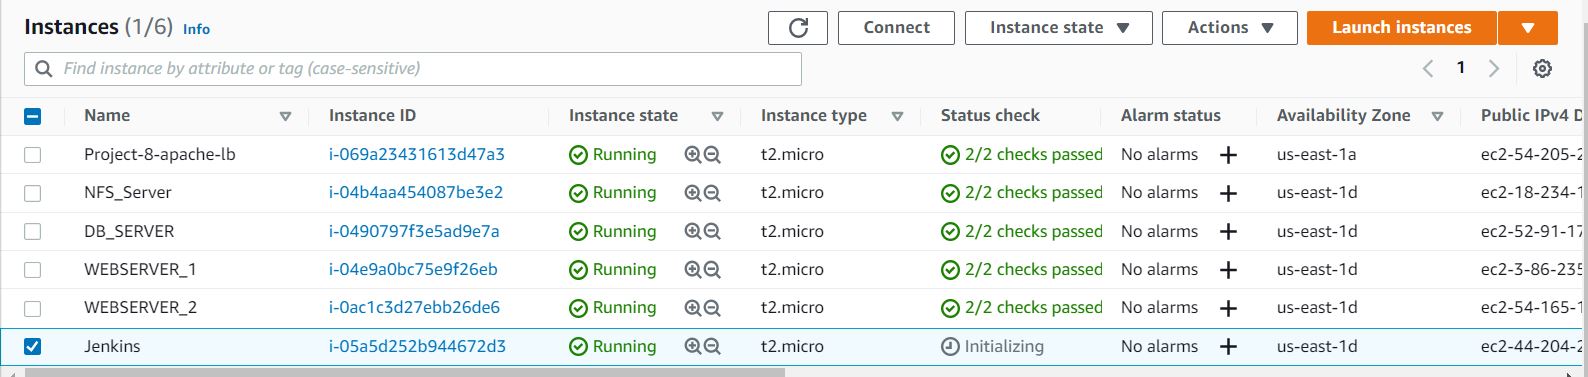 Instances (1/6) Info Connect Instance state Actions Launch instances
Find instance by attribute or tag (case-sensitive) 1
Name Instance ID Instance state Instance type Status check Alarm status Availability Zone Public IPv4 D
Project-8-apache-lb i-069a23431613d47a3 Running t2.micro 2/2 checks passed No alarms + us-east-1a ec2-54-205-2
NFS_Server i-04b4aa454087be3e2 Running t2.micro 2/2 checks passed No alarms + us-east-1d ec2-18-234-1
DB_SERVER i-0490797f3e5ad9e7a Running t2.micro 2/2 checks passed No alarms + us-east-1d ec2-52-91-17
WEBSERVER_1 i-04e9a0bc75e9f26eb Running t2.micro 2/2 checks passed No alarms + us-east-1d ec2-3-86-235
WEBSERVER_2 i-0ac1c3d27ebb26de6 Running t2.micro 2/2 checks passed No alarms + us-east-1d ec2-54-165-1
Jenkins i-05a5d252b944672d3 Running t2.micro Initializing No alarms + us-east-1d ec2-44-204-2